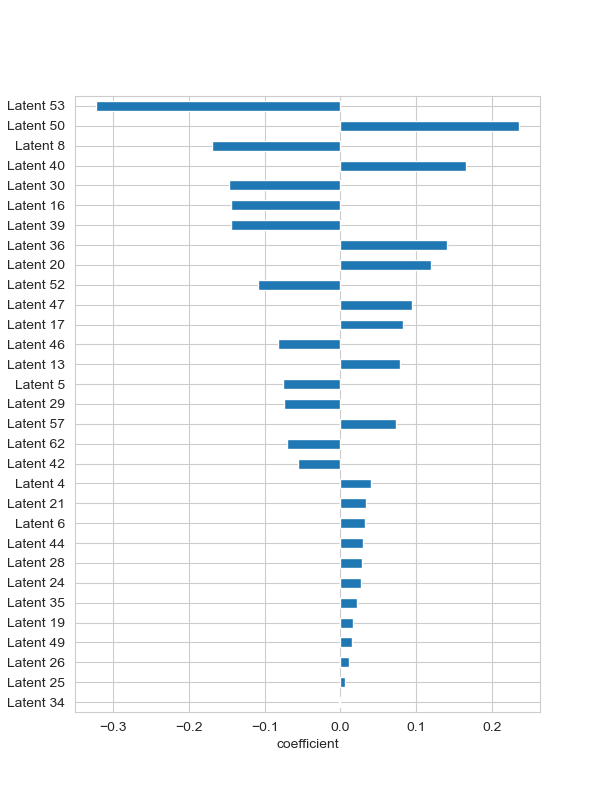 Latent 53
Latent 50
Latent 8
Latent 40
Latent 30
Latent 16
Latent 39
Latent 36
Latent 20
Latent 52
Latent 47
Latent 17
Latent 46
Latent 13
Latent 5
Latent 29
Latent 57
Latent 62
Latent 42
Latent 4
Latent 21
Latent 6
Latent 44
Latent 28
Latent 24
Latent 35
Latent 19
Latent 49
Latent 26
Latent 25
Latent 34
−0.3 −0.2 −0.1 0.0 0.1 0.2
coefficient